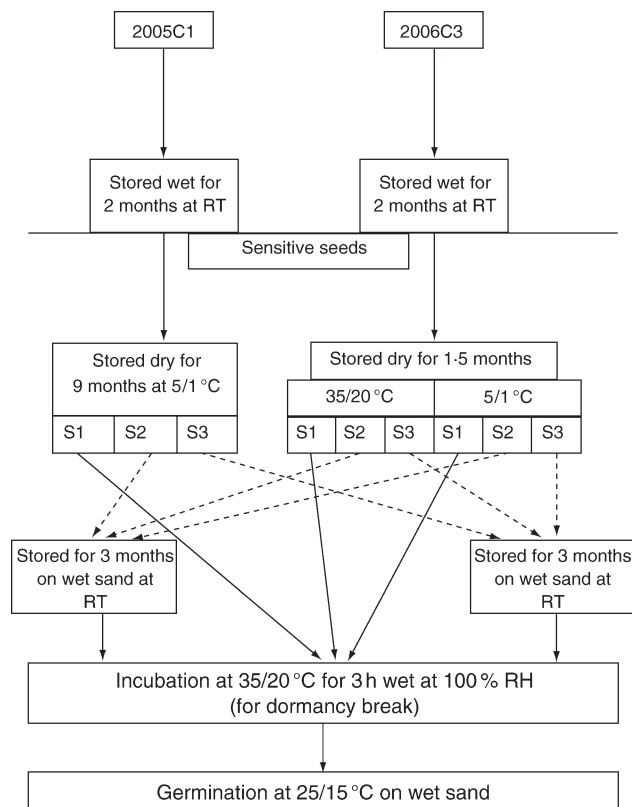 2005C1
2006C3
Stored wet for
2 months at RT
Stored wet for
2 months at RT
Sensitive seeds
Stored dry for
9 months at 5/1 °C
S1 S2 S3
Stored dry for 1·5 months
35/20 °C 5/1 °C
S1 S2 S3 S1 S2 S3
Stored for 3 months
on wet sand at
RT
Stored for 3 months
on wet sand at
RT
Incubation at 35/20 °C for 3 h wet at 100 % RH
(for dormancy break)
Germination at 25/15 °C on wet sand